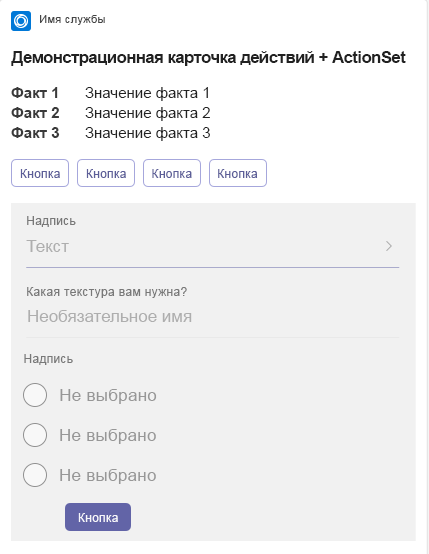 Имя службы
Демонстрационная карточка действий + ActionSet
Факт 1 Значение факта 1
Факт 2 Значение факта 2
Факт 3 Значение факта 3
Кнопка Кнопка Кнопка Кнопка
Надпись
Текст
Какая текстура вам нужна?
Необязательное имя
Надпись
Не выбрано
Не выбрано
Не выбрано
Кнопка